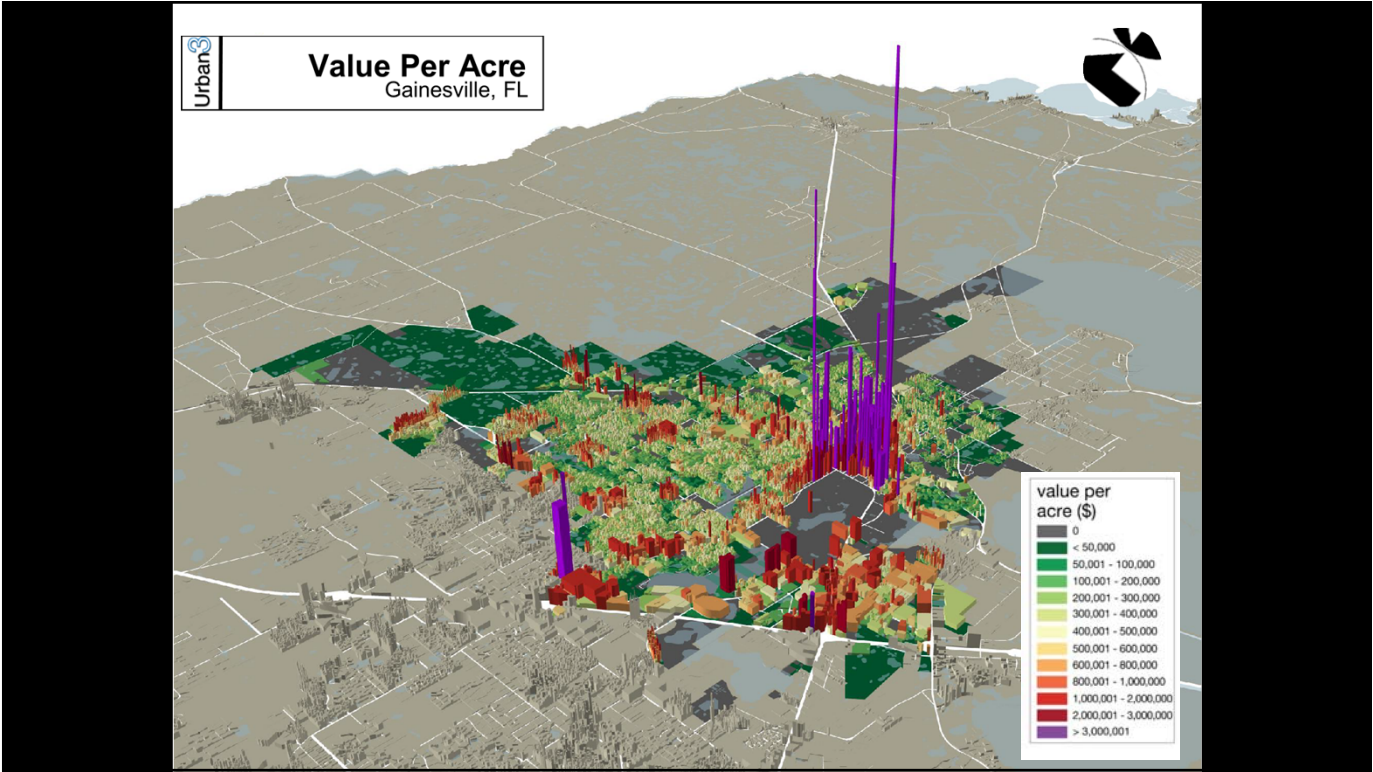 Urban3
Value Per Acre
Gainesville, FL
value per
acre ($)
0
< 50,000
50,001 - 100,000
100,001 - 200,000
200,001 - 300,000
300,001 - 400,000
400,001 - 500,000
500,001 - 600,000
600,001 - 800,000
800,001 - 1,000,000
1,000,001 - 2,000,000
2,000,001 - 3,000,000
> 3,000,001